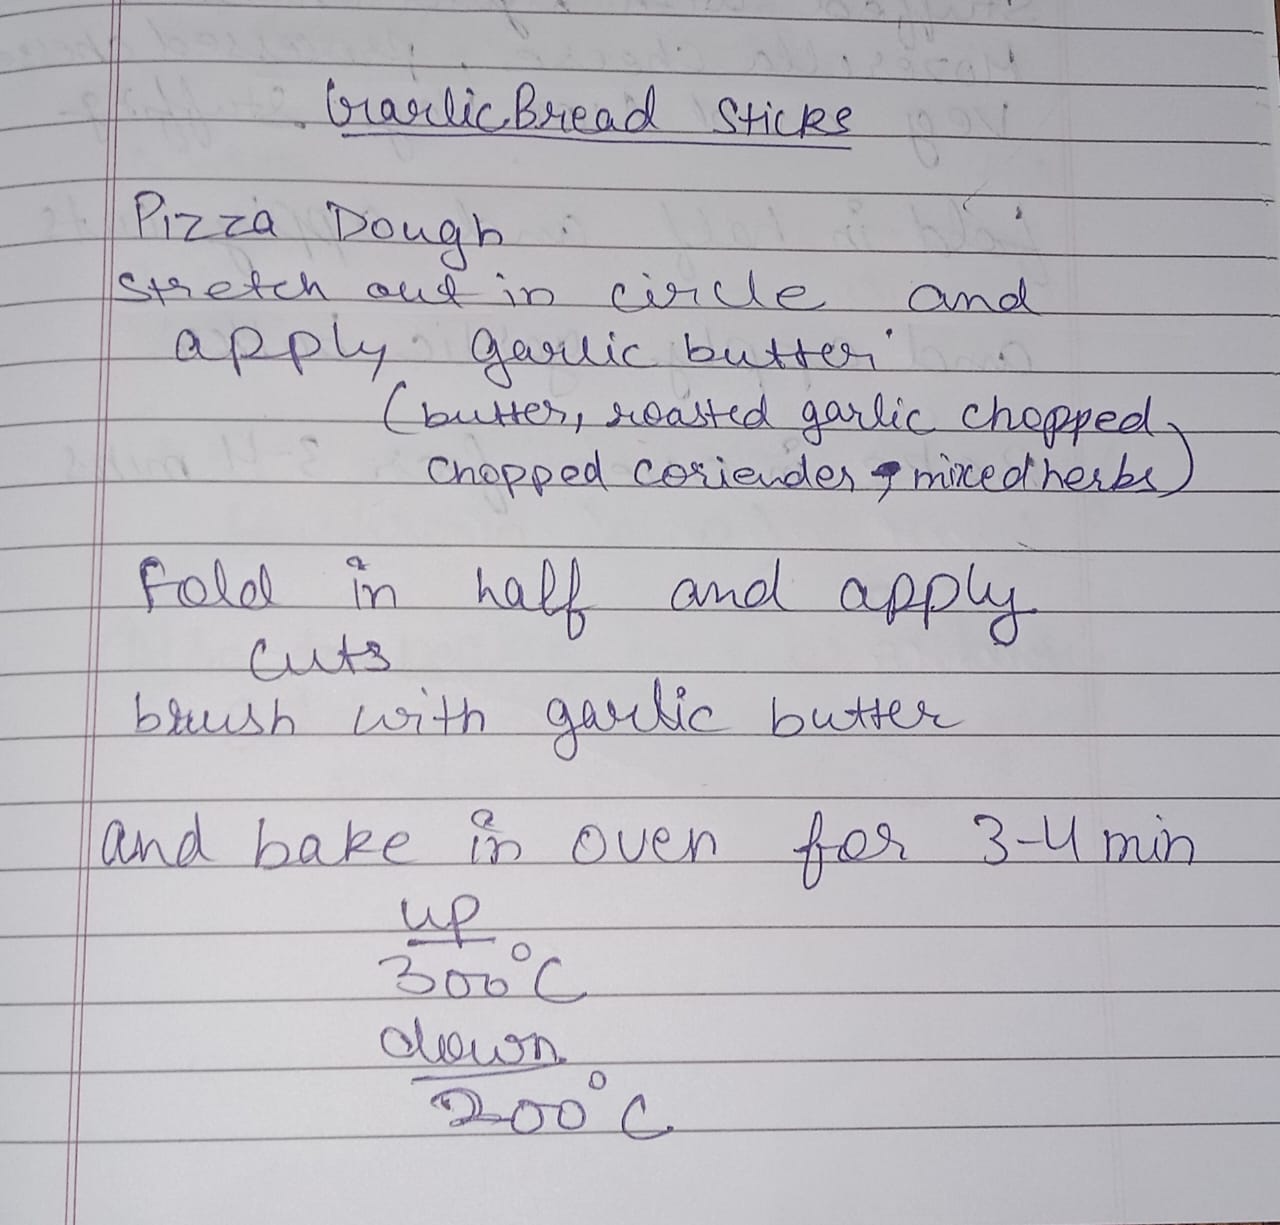 Garlic Bread Sticks
Pizza Dough
Stretch out in circle and
apply garlic butter
(butter, roasted garlic chopped,
chopped coriender, mixed herbs)
Fold in half and apply
cuts
brush with garlic butter
and bake in oven for 3-4 min
up
300°C
down
200°C